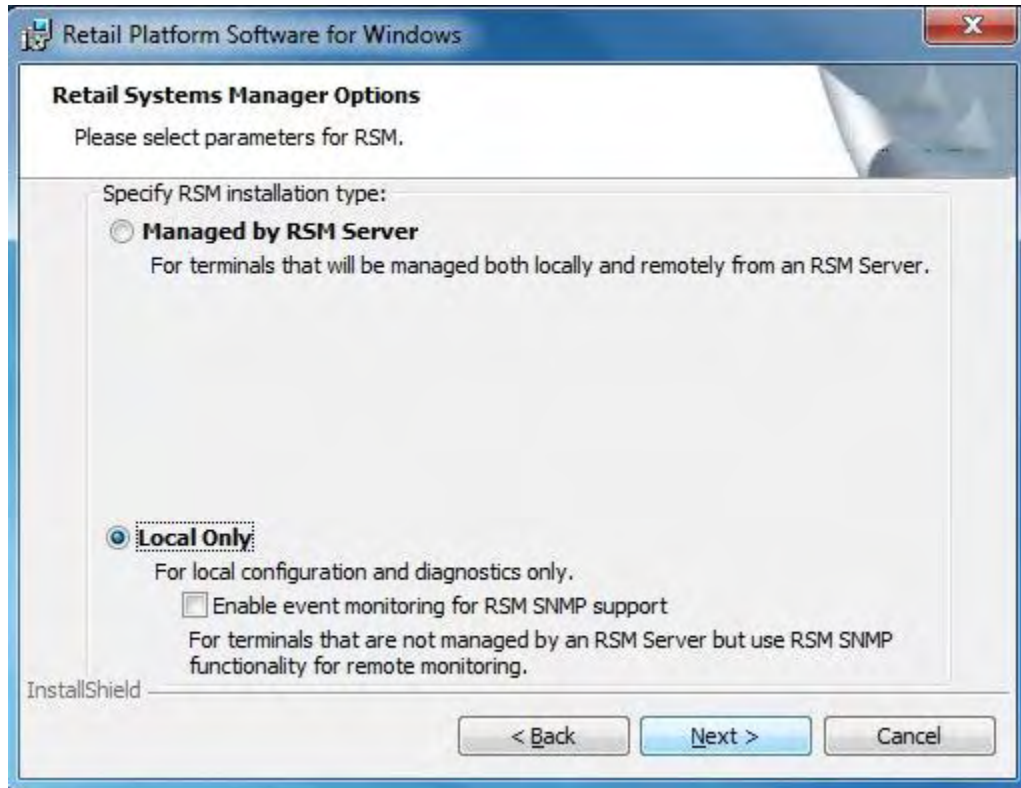 Retail Platform Software for Windows
Retail Systems Manager Options
Please select parameters for RSM.
Specify RSM installation type:
Managed by RSM Server
For terminals that will be managed both locally and remotely from an RSM Server.
Local Only
For local configuration and diagnostics only.
Enable event monitoring for RSM SNMP support
For terminals that are not managed by an RSM Server but use RSM SNMP
functionality for remote monitoring.
InstallShield
< Back
Next >
Cancel